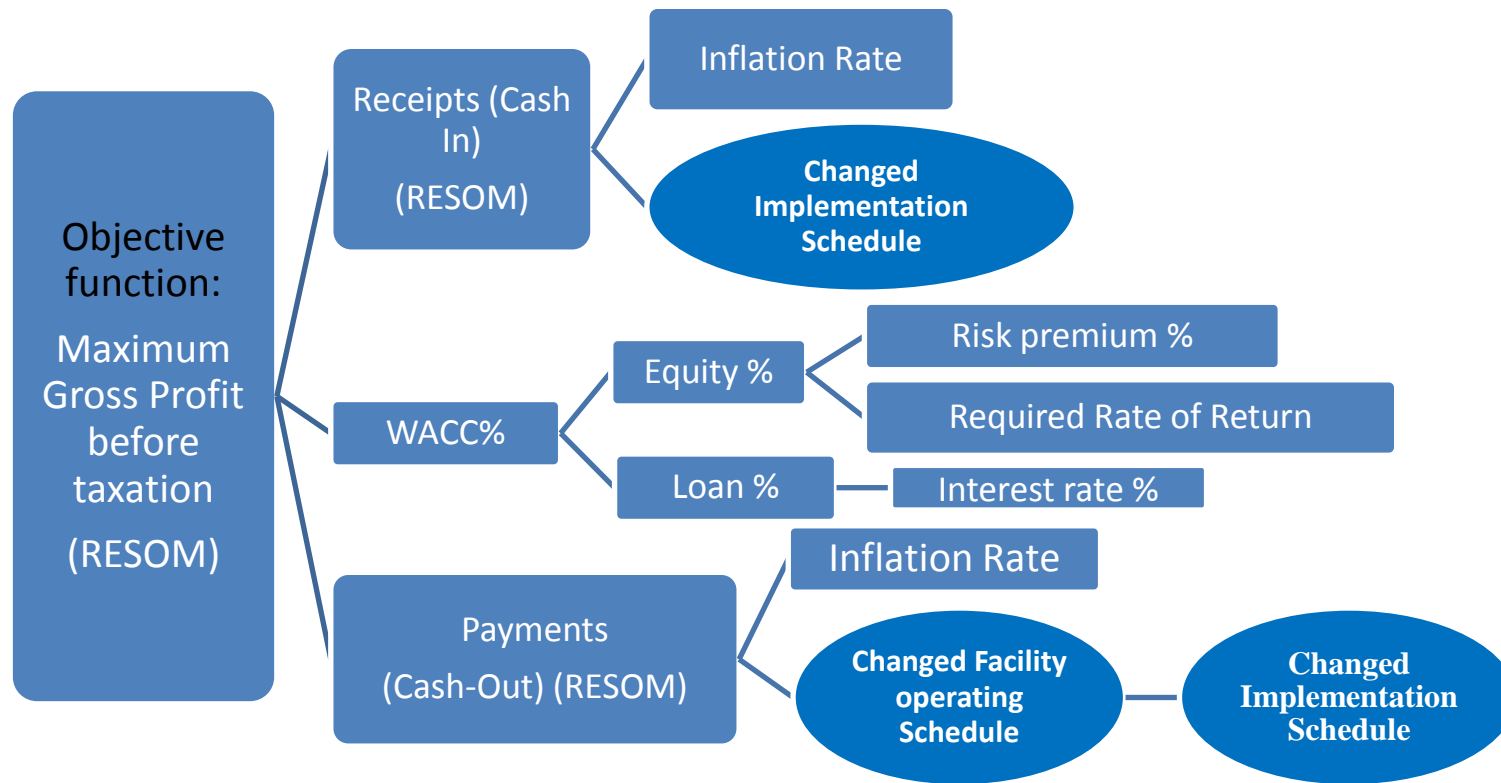 Objective
function:
Maximum
Gross Profit
before
taxation
(RESOM)
Receipts (Cash
In)
(RESOM)
Inflation Rate
Changed
Implementation
Schedule
WACC%
Equity %
Risk premium %
Required Rate of Return
Loan %
Interest rate %
Payments
(Cash-Out) (RESOM)
Inflation Rate
Changed Facility
operating
Schedule
Changed
Implementation
Schedule